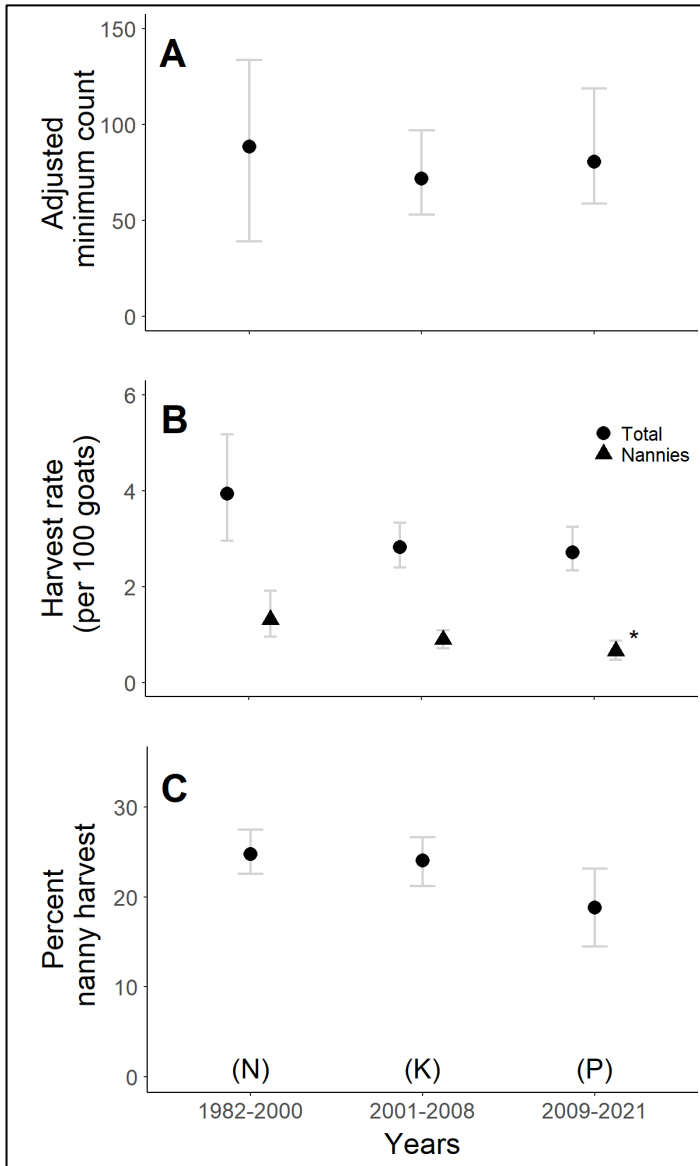 A
Adjusted
minimum count
150
100
50
0
B
Harvest rate
(per 100 goats)
6
4
2
0
Total
Nannies
*
C
Percent
nanny harvest
30
20
10
0
(N) (K) (P)
1982-2000 2001-2008 2009-2021
Years